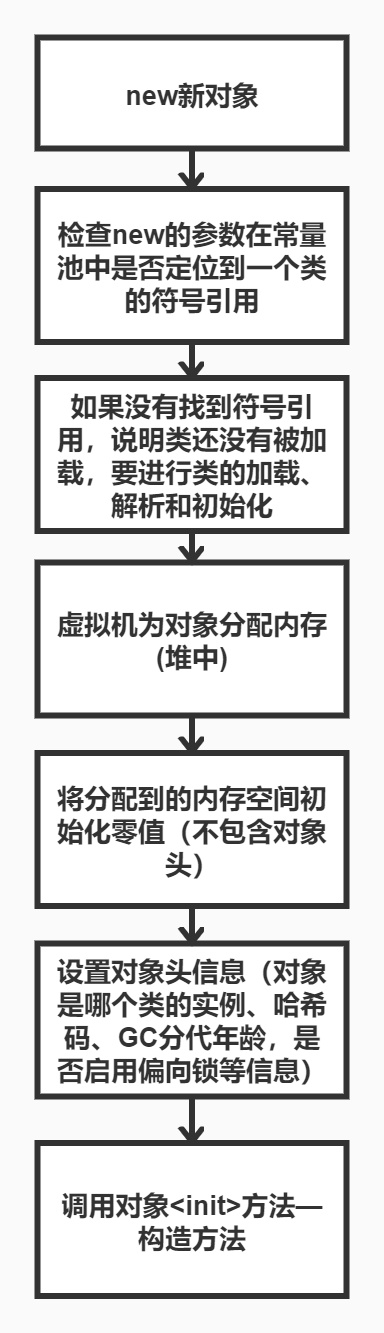 new新对象
检查new的参数在常量
池中是否定位到一个类
的符号引用
如果没有找到符号引
用，说明类还没有被加
载，要进行类的加载、
解析和初始化
虚拟机为对象分配内存
(堆中)
将分配到的内存空间初
始化零值（不包含对象
头）
设置对象头信息（对象
是哪个类的实例、哈希
码、GC分代年龄，是
否启用偏向锁等信息）
调用对象<init>方法—
构造方法